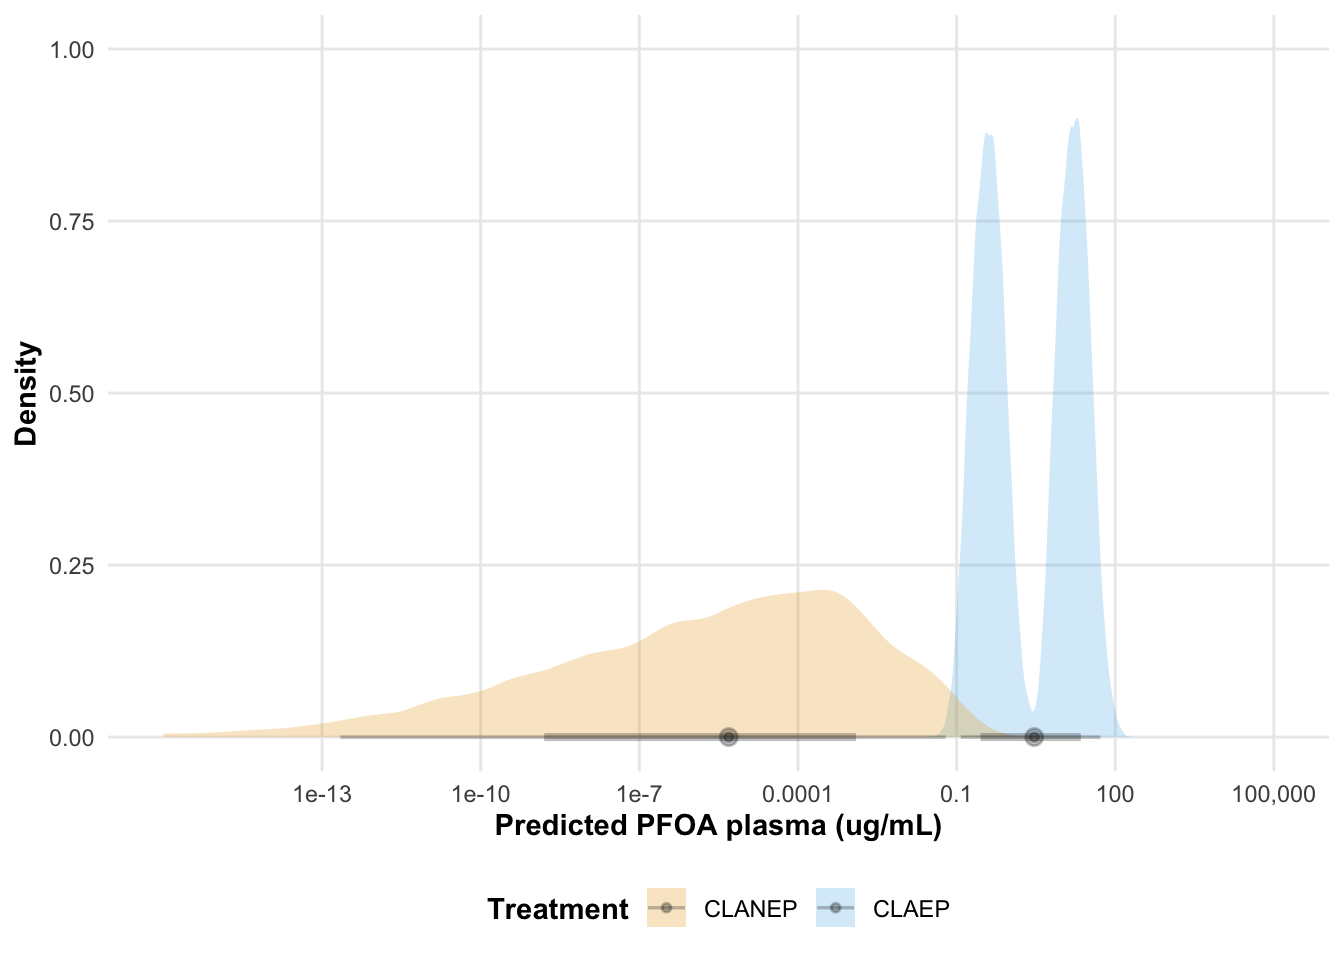 1.00
0.75
0.50
0.25
0.00
Density
1e-13 1e-10 1e-7 0.0001 0.1 100 100,000
Predicted PFOA plasma (ug/mL)
Treatment CLANEP CLAEP